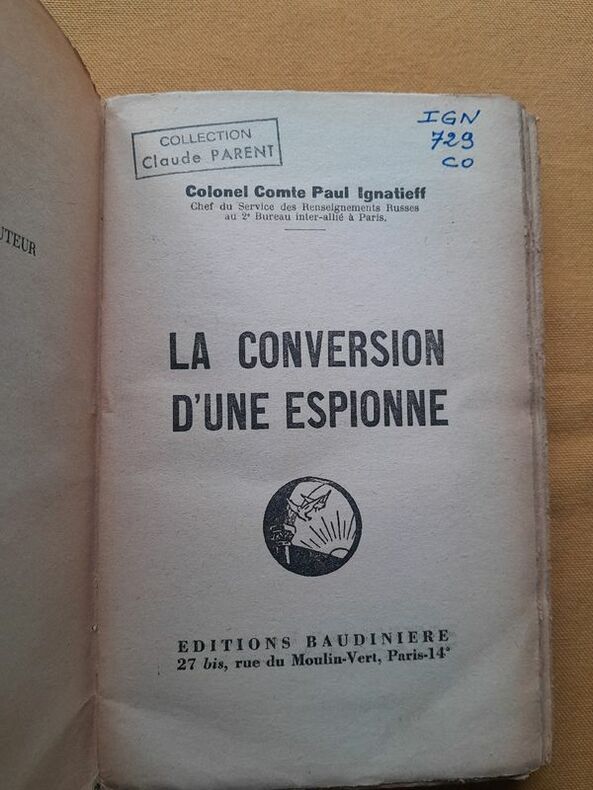 UTEUR
COLLECTION
Claude PARENT
IGN
729
CO
Colonel Comte Paul Ignatieff
Chef du Service des Renseignements Russes
au 2e Bureau inter-allié à Paris.
LA CONVERSION
D'UNE ESPIONNE
EDITIONS BAUDINIERE
27 bis, rue du Moulin-Vert, Paris-14e